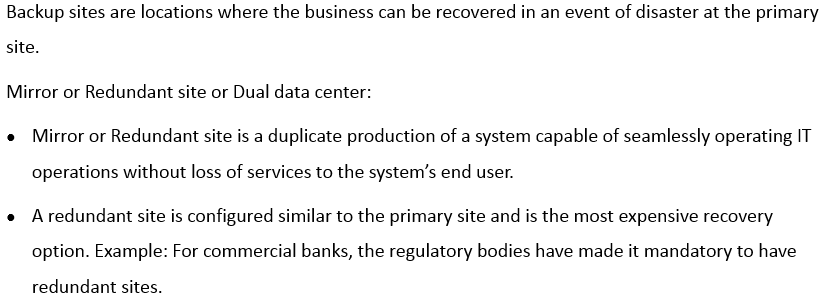 Backup sites are locations where the business can be recovered in an event of disaster at the primary
site.
Mirror or Redundant site or Dual data center:
• Mirror or Redundant site is a duplicate production of a system capable of seamlessly operating IT
operations without loss of services to the system’s end user.
• A redundant site is configured similar to the primary site and is the most expensive recovery
option. Example: For commercial banks, the regulatory bodies have made it mandatory to have
redundant sites.